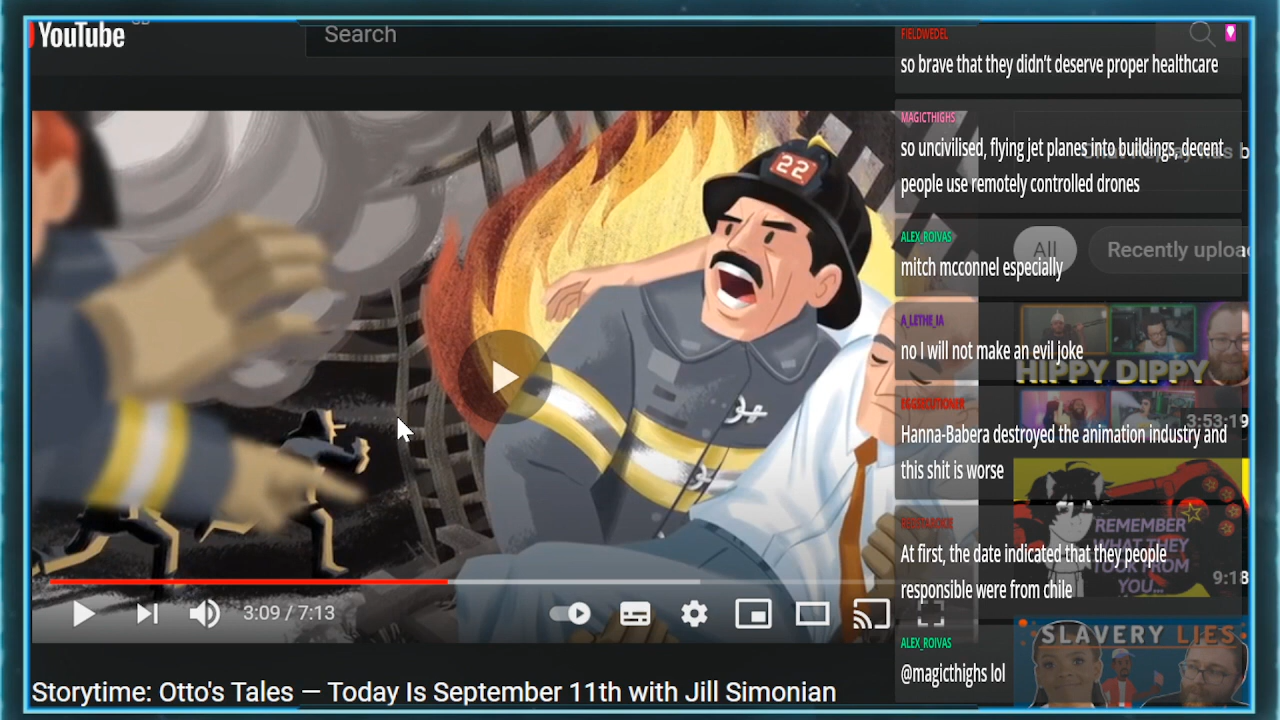 YouTube
Search
FIELDWEDEL
so brave that they didn't deserve proper healthcare
MAGICTHIGHS
so uncivilised, flying jet planes into buildings, decent
people use remotely controlled drones
ALEX_ROIVAS
mitch mcconnel especially
All
Recently uploa
A_LETHE_IA
no I will not make an evil joke
HIPPY DIPPY
3:53:19
EGGSECUTIONER
Hanna-Babera destroyed the animation industry and
this shit is worse
22
REMEMBER
WHAT THEY
TOOK FROM
YOU...
9:18
At first, the date indicated that they people
responsible were from chile
3:09 / 7:13
ALEX_ROIVAS
@magicthighs lol
SLAVERY LIES
Storytime: Otto's Tales — Today Is September 11th with Jill Simonian